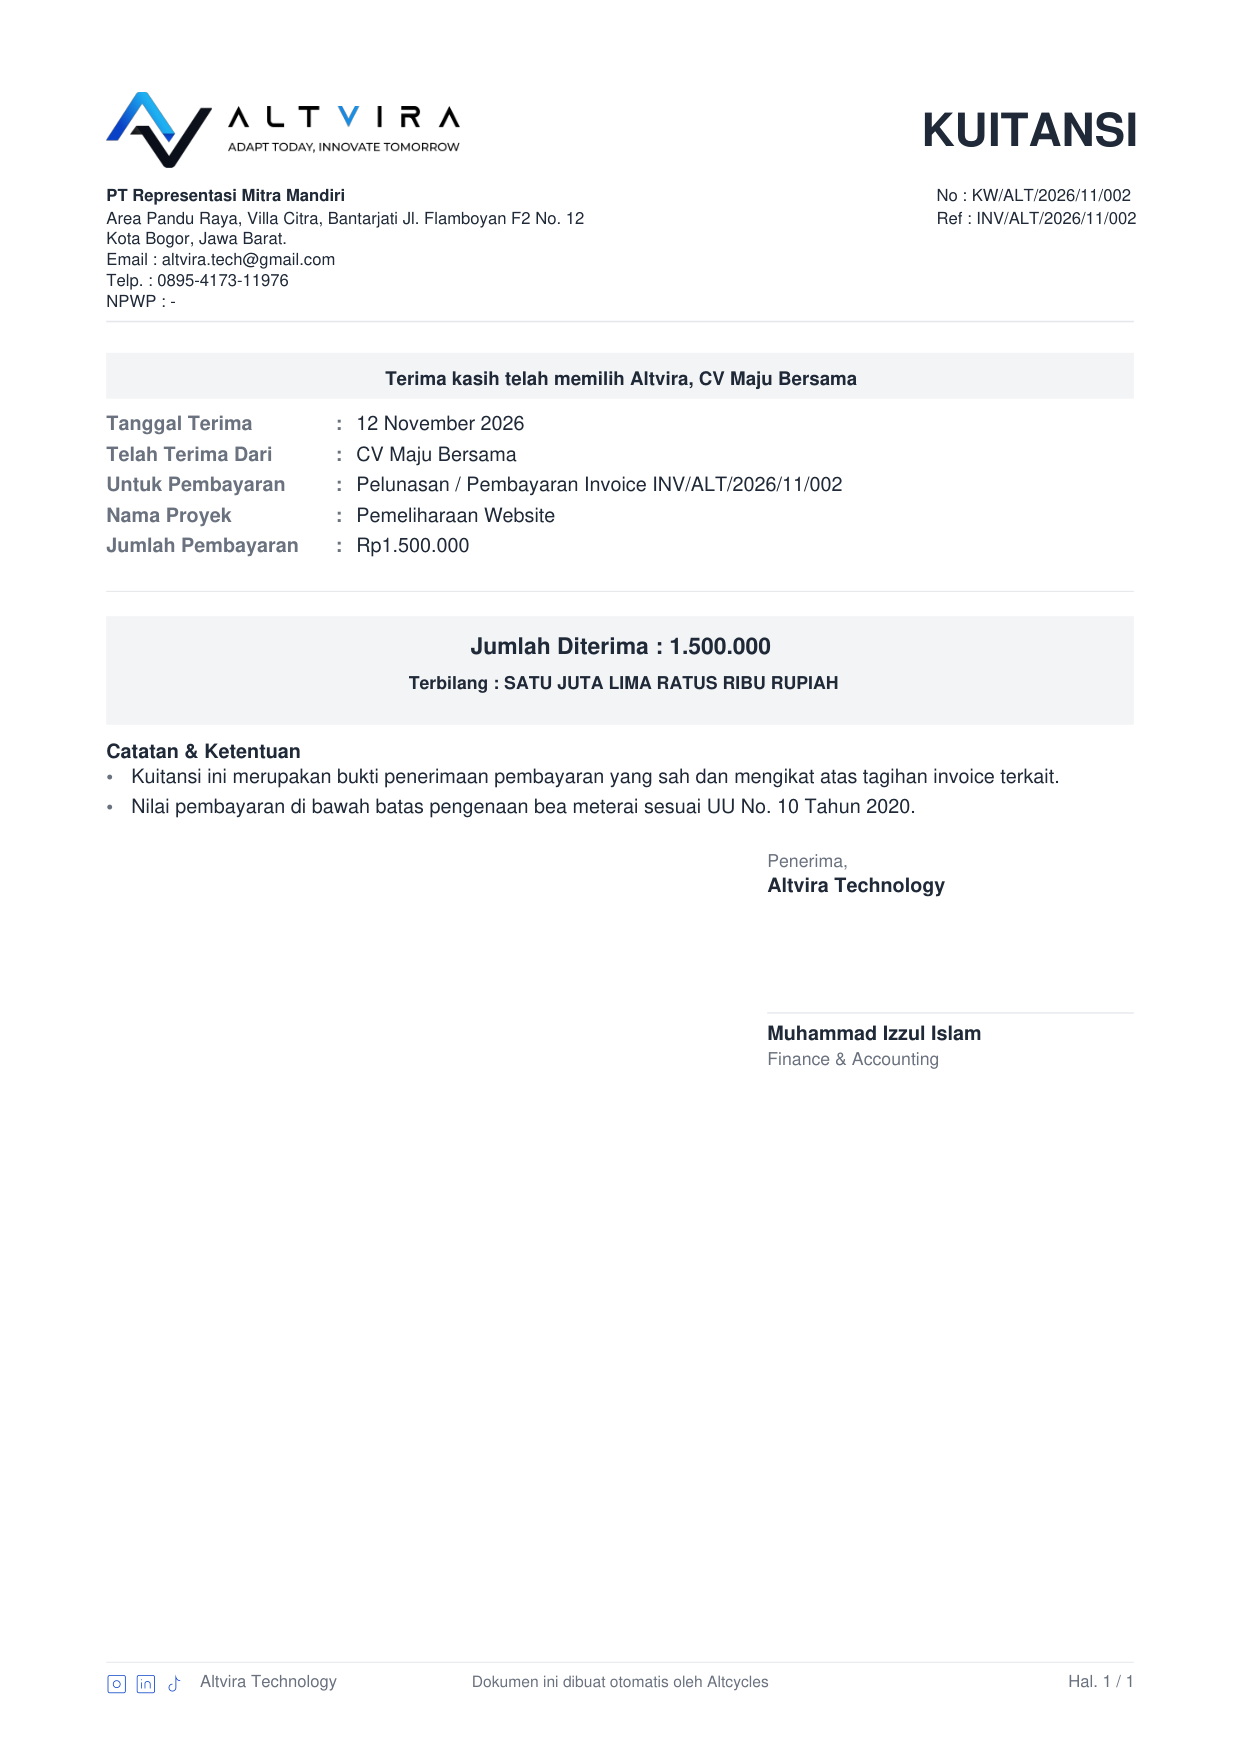 ALTVIRA
ADAPT TODAY, INNOVATE TOMORROW
KUITANSI
PT Representasi Mitra Mandiri
Area Pandu Raya, Villa Citra, Bantarjati Jl. Flamboyan F2 No. 12
Kota Bogor, Jawa Barat.
Email : altvira.tech@gmail.com
Telp. : 0895-4173-11976
NPWP : -
No : KW/ALT/2026/11/002
Ref : INV/ALT/2026/11/002
Terima kasih telah memilih Altvira, CV Maju Bersama
Tanggal Terima : 12 November 2026
Telah Terima Dari : CV Maju Bersama
Untuk Pembayaran : Pelunasan / Pembayaran Invoice INV/ALT/2026/11/002
Nama Proyek : Pemeliharaan Website
Jumlah Pembayaran : Rp1.500.000
Jumlah Diterima : 1.500.000
Terbilang : SATU JUTA LIMA RATUS RIBU RUPIAH
Catatan & Ketentuan
• Kuitansi ini merupakan bukti penerimaan pembayaran yang sah dan mengikat atas tagihan invoice terkait.
• Nilai pembayaran di bawah batas pengenaan bea meterai sesuai UU No. 10 Tahun 2020.
Penerima,
Altvira Technology
Muhammad Izzul Islam
Finance & Accounting
Altvira Technology
Dokumen ini dibuat otomatis oleh Altcycles
Hal. 1 / 1